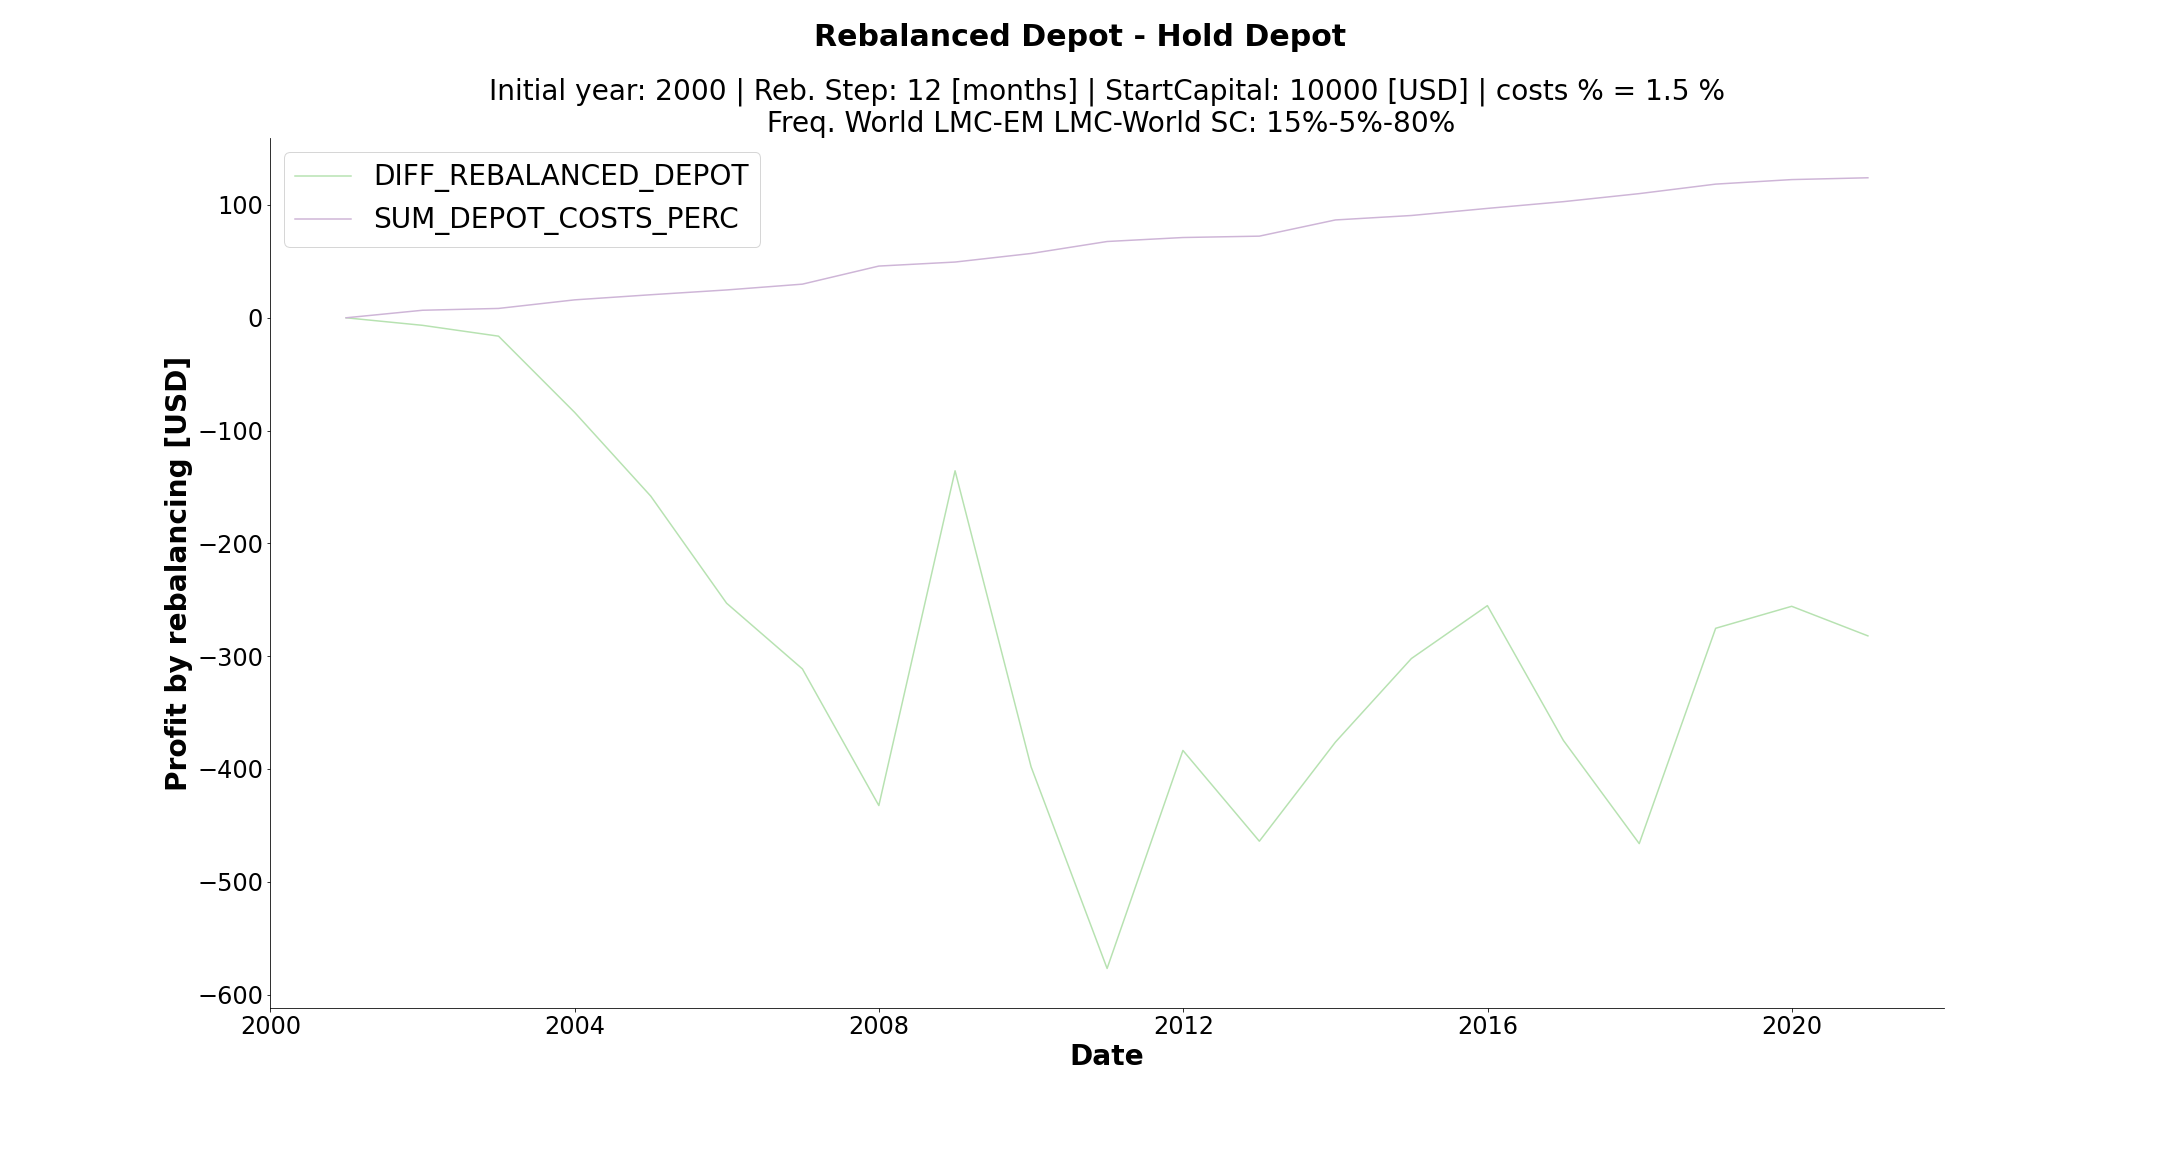 Rebalanced Depot - Hold Depot
Initial year: 2000 | Reb. Step: 12 [months] | StartCapital: 10000 [USD] | costs % = 1.5 %
Freq. World LMC-EM LMC-World SC: 15%-5%-80%
DIFF_REBALANCED_DEPOT
SUM_DEPOT_COSTS_PERC
100
0
−100
−200
−300
−400
−500
−600
Profit by rebalancing [USD]
2000 2004 2008 2012 2016 2020
Date